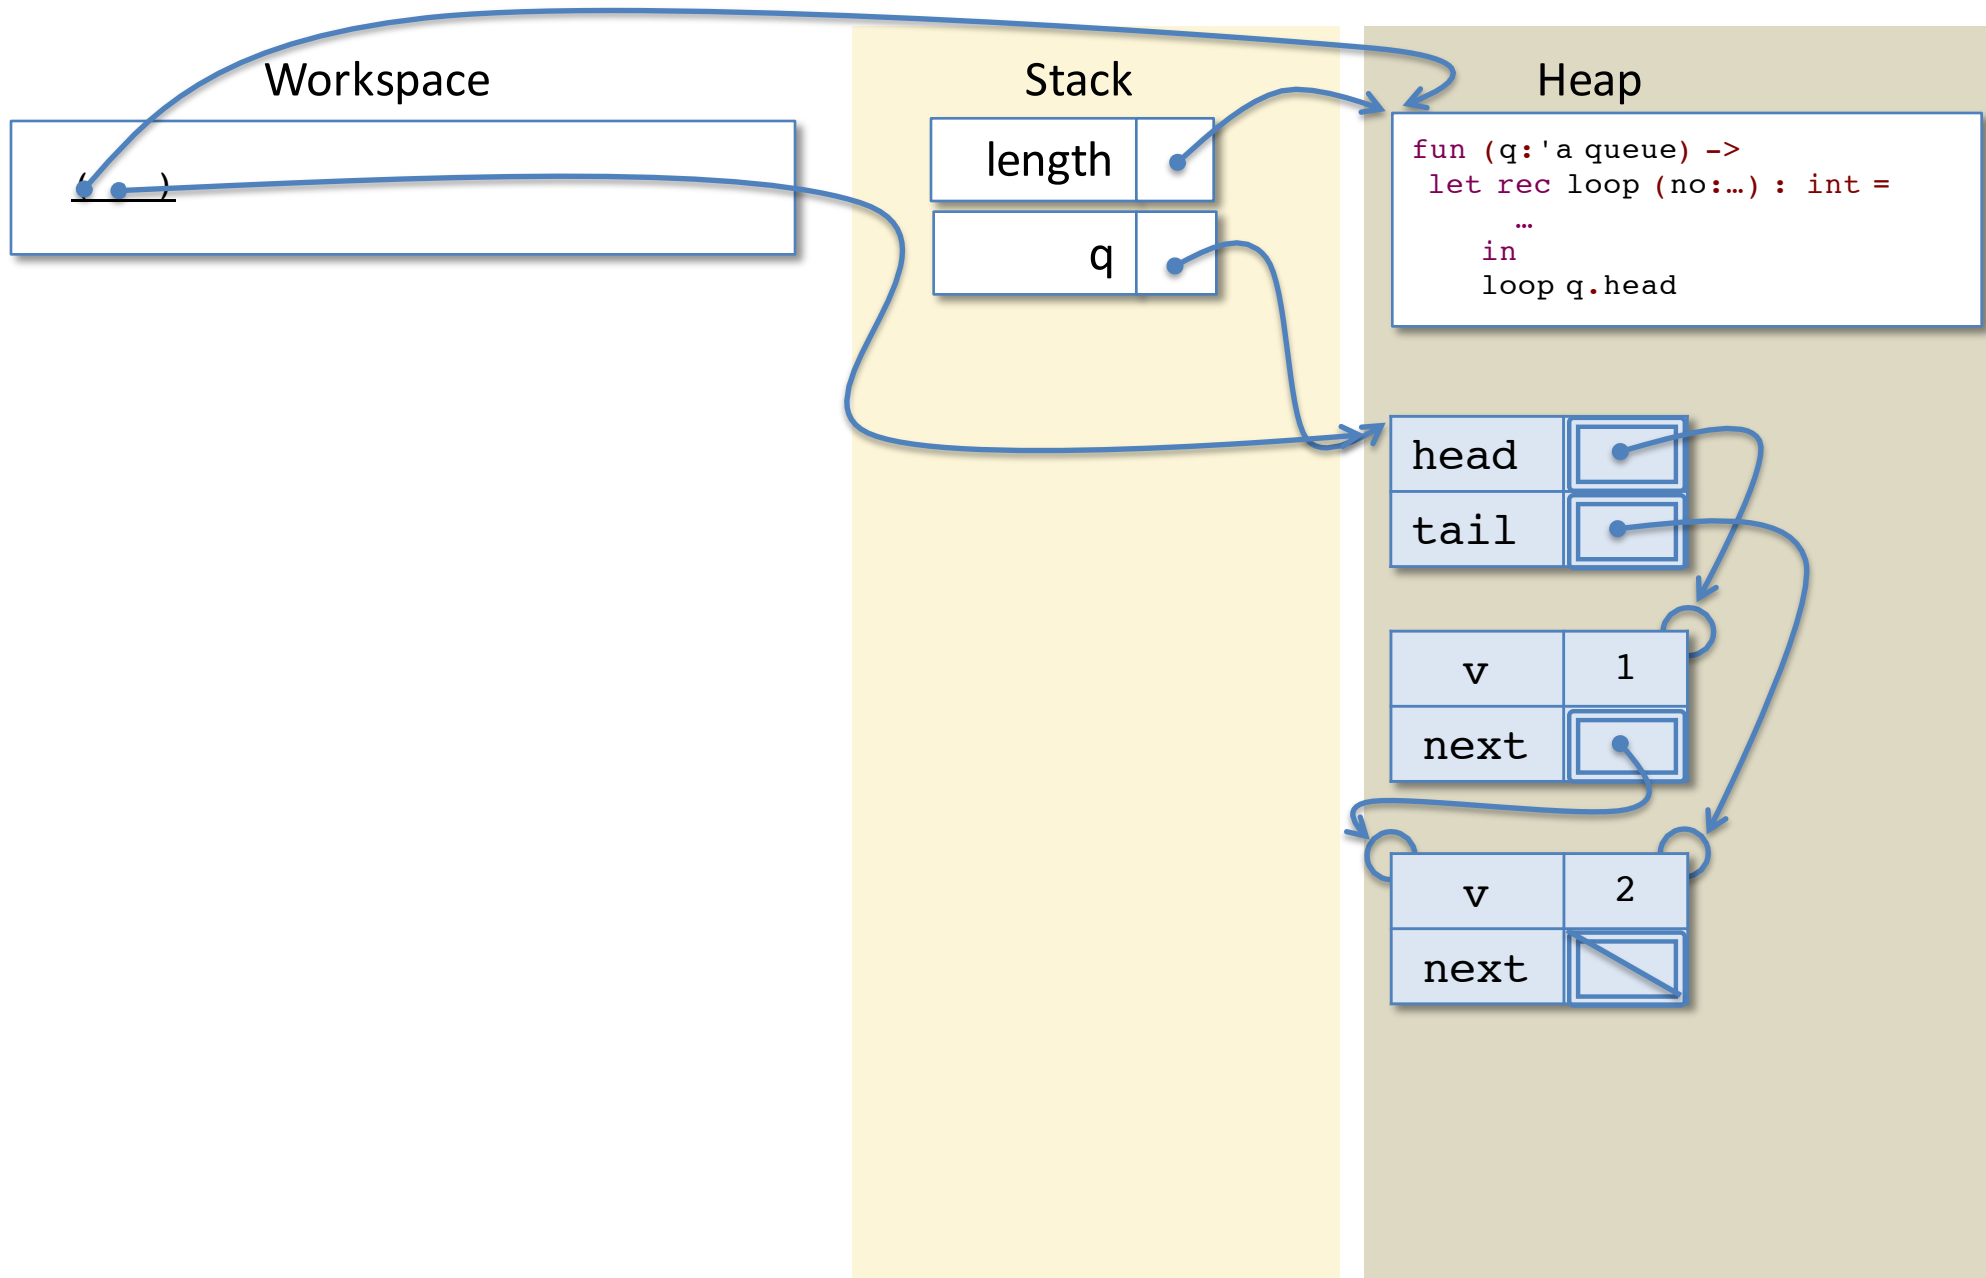 Workspace
( )
Stack
length
q
Heap
fun (q:'a queue) ->
let rec loop (no:…) : int =
…
in
loop q.head
head
tail
v 1
next
v 2
next